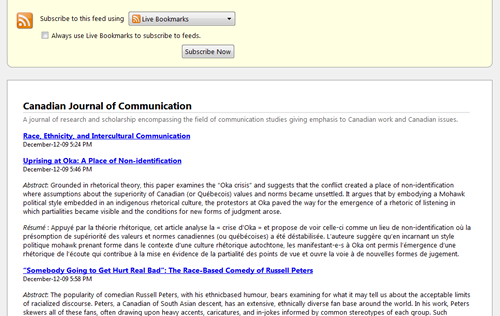 Subscribe to this feed using Live Bookmarks
Always use Live Bookmarks to subscribe to feeds.
Subscribe Now
Canadian Journal of Communication
A journal of research and scholarship encompassing the field of communication studies giving emphasis to Canadian work and Canadian issues.
Race, Ethnicity, and Intercultural Communication
December-12-09 5:24 PM
Uprising at Oka: A Place of Non-identification
December-12-09 5:46 PM
Abstract: Grounded in rhetorical theory, this paper examines the "Oka crisis" and suggests that the conflict created a place of non-identification
where assumptions about the superiority of Canadian (or Québecois) values and norms became unsettled. It argues that by embodying a Mohawk
political style embedded in an indigenous rhetorical culture, the protestors at Oka paved the way for the emergence of a rhetoric of listening in
which partialities became visible and the conditions for new forms of judgment arose.
Résumé : Appuyé par la théorie rhétorique, cet article analyse la « crise d'Oka » et propose de voir celle-ci comme un lieu de non-identification où la
présomption de supériorité des valeurs et normes canadiennes (ou québécoises) a été déstabilisée. L'auteure suggère qu'en incarnant un style
politique mohawk prenant forme dans le contexte d'une culture rhétorique autochtone, les manifestant-e-s à Oka ont permis l'émergence d'une
rhétorique de l'écoute qui contribue à la mise en évidence de la partialité des points de vue et ouvre la voie à de nouvelles formes de jugement.
"Somebody Going to Get Hurt Real Bad": The Race-Based Comedy of Russell Peters
December-12-09 5:58 PM
Abstract: The popularity of comedian Russell Peters, with his ethnicbased humour, bears examining for what it may tell us about the acceptable limits
of racialized discourse. Peters, a Canadian of South Asian descent, has an extensive, ethnically diverse fan base around the world. In his work, Peters
skewers all of these fans, often drawing upon heavy accents, caricatures, and in-jokes informed by common stereotypes of each group. Such